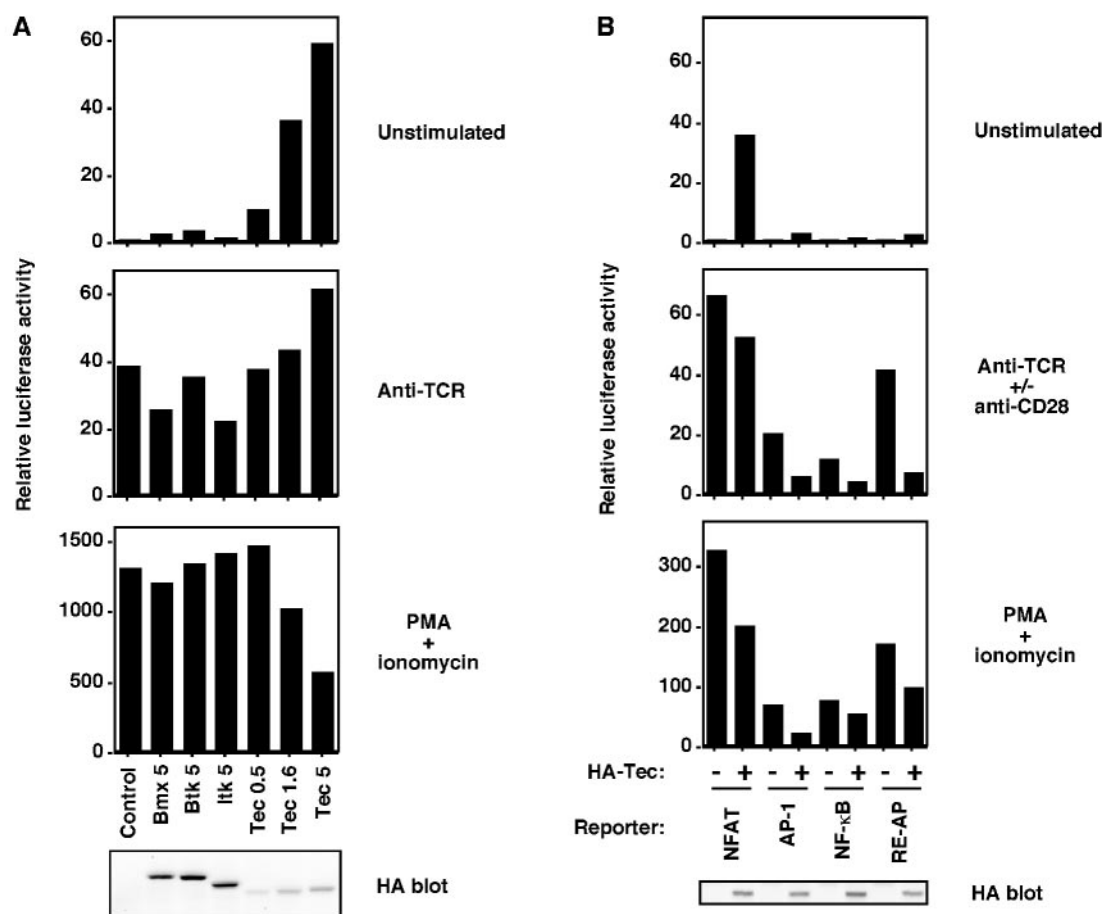 A
Relative luciferase activity
60
40
20
0
Unstimulated
60
40
20
0
Anti-TCR
1500
1000
500
0
PMA
+
ionomycin
Control
Bmx 5
Btk 5
Itk 5
Tec 0.5
Tec 1.6
Tec 5
HA blot
B
Relative luciferase activity
60
40
20
0
Unstimulated
60
40
20
0
Anti-TCR
+/-
anti-CD28
300
200
100
0
PMA
+
ionomycin
HA-Tec: - + - + - + - +
Reporter:
NFAT
AP-1
NF-κB
RE-AP
HA blot